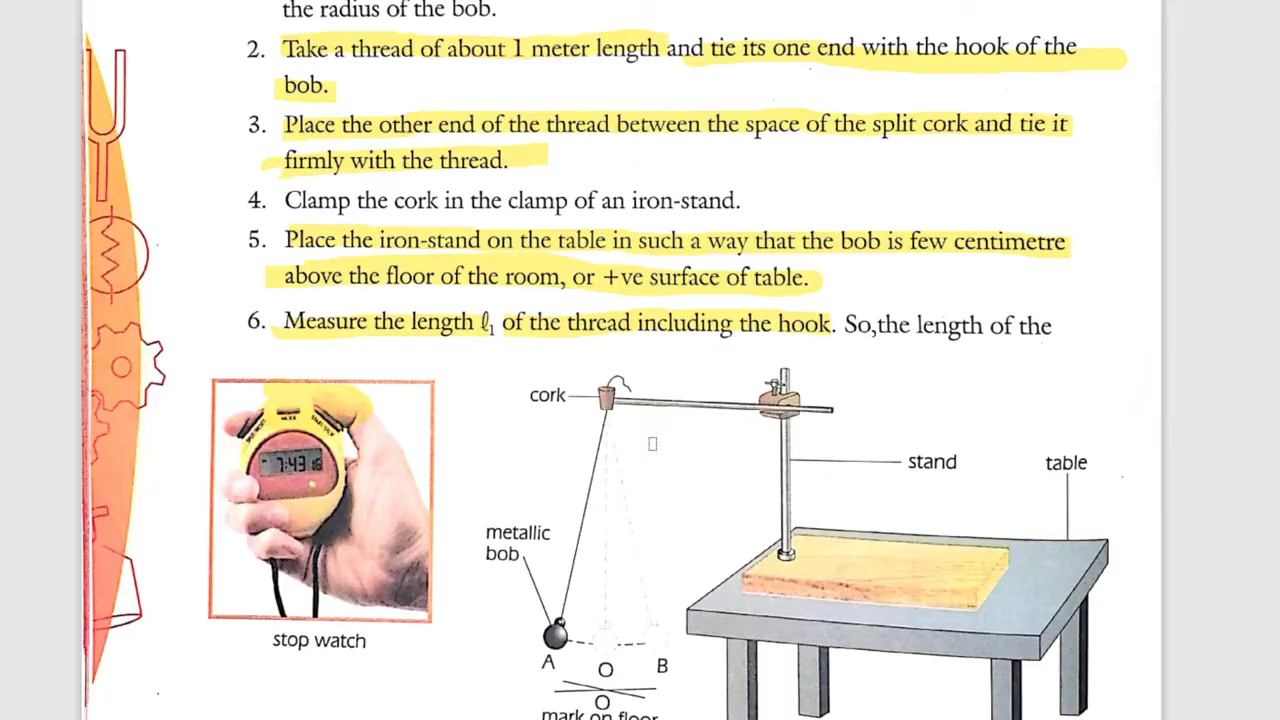 the radius of the bob.
2. Take a thread of about 1 meter length and tie its one end with the hook of the
bob.
3. Place the other end of the thread between the space of the split cork and tie it
firmly with the thread.
4. Clamp the cork in the clamp of an iron-stand.
5. Place the iron-stand on the table in such a way that the bob is few centimetre
above the floor of the room, or +ve surface of table.
6. Measure the length ℓ₁ of the thread including the hook. So,the length of the
cork
stand
table
7:43 16
metallic
bob
stop watch
A
O
B
O
mark on floor